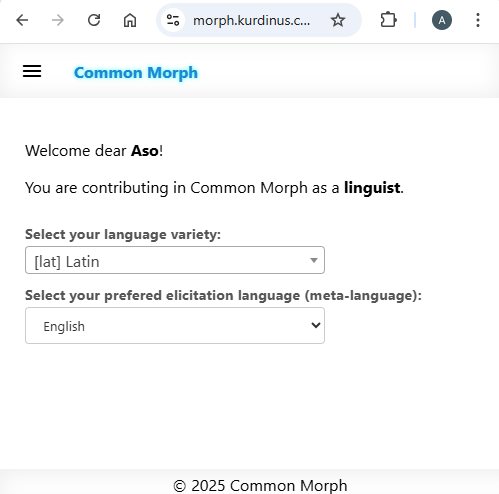 morph.kurdinus.c...
A
Common Morph
Welcome dear Aso!
You are contributing in Common Morph as a linguist.
Select your language variety:
[lat] Latin
Select your prefered elicitation language (meta-language):
English
© 2025 Common Morph